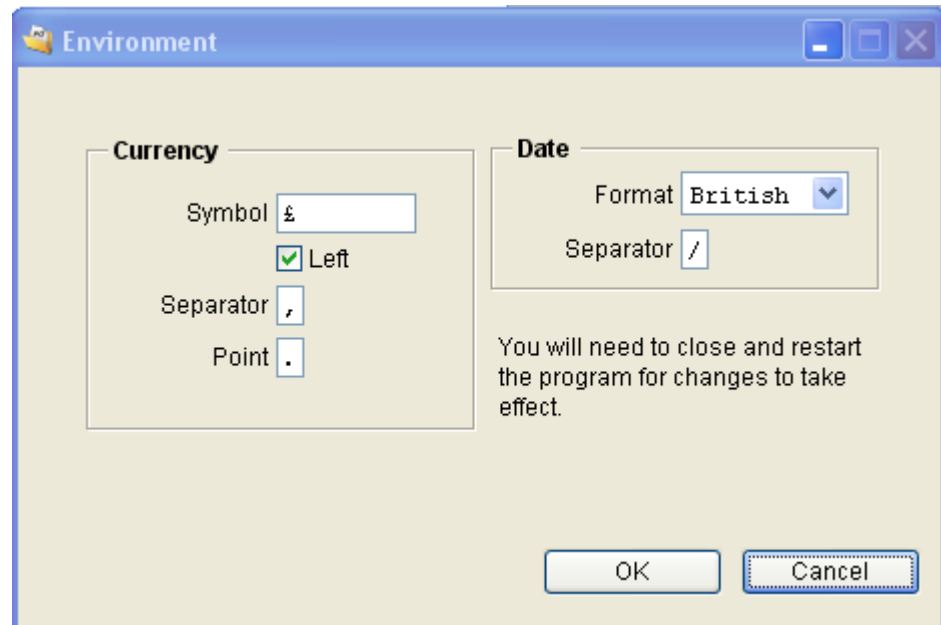 Environment
Currency
Symbol £
Left
Separator ,
Point .
Date
Format British
Separator /
You will need to close and restart
the program for changes to take
effect.
OK
Cancel